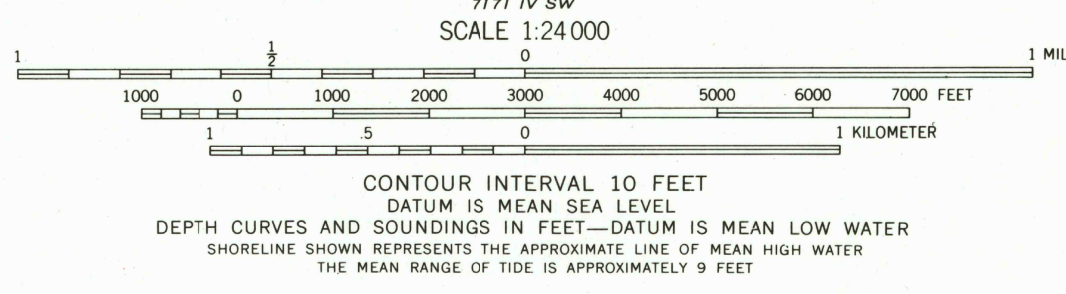 7171 IV SW
SCALE 1:24 000
1 ½ 0 1 MIL
1000 0 1000 2000 3000 4000 5000 6000 7000 FEET
1 .5 0 1 KILOMETER
CONTOUR INTERVAL 10 FEET
DATUM IS MEAN SEA LEVEL
DEPTH CURVES AND SOUNDINGS IN FEET—DATUM IS MEAN LOW WATER
SHORELINE SHOWN REPRESENTS THE APPROXIMATE LINE OF MEAN HIGH WATER
THE MEAN RANGE OF TIDE IS APPROXIMATELY 9 FEET